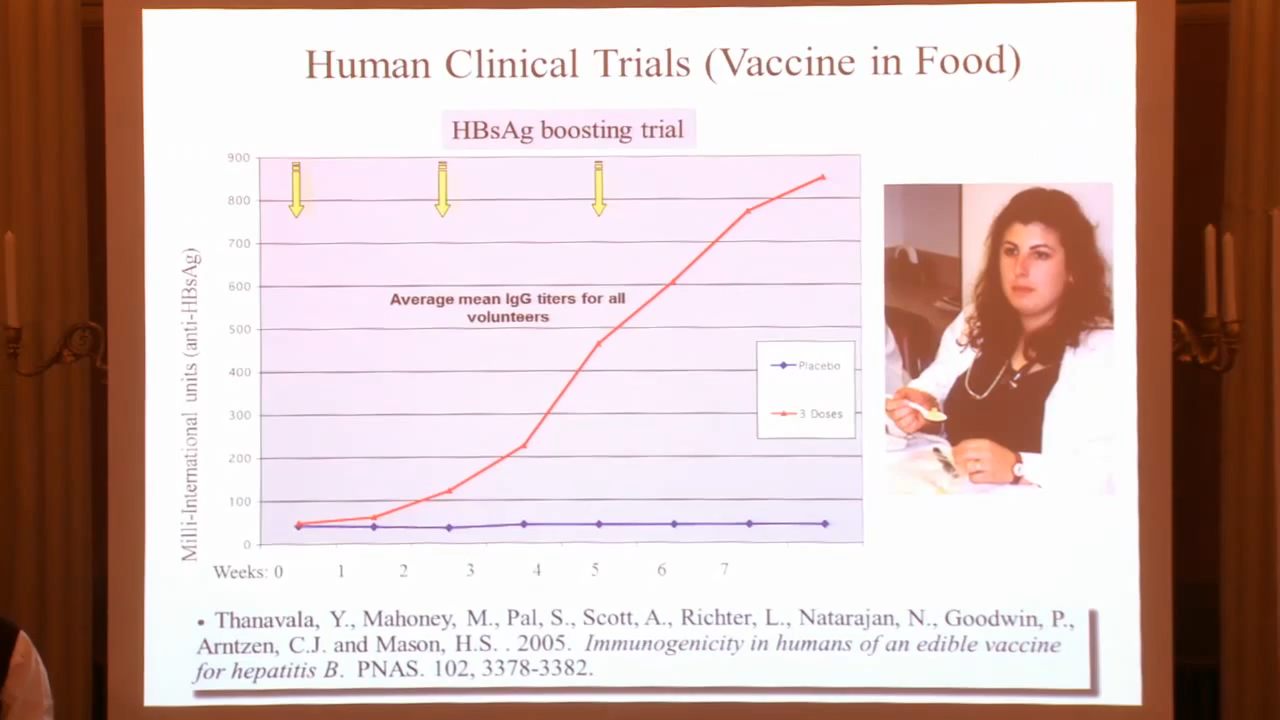 Human Clinical Trials (Vaccine in Food)
HBsAg boosting trial
900
800
700
600
500
400
300
200
100
0
Milli-International units (anti-HBsAg)
Average mean IgG titers for all
volunteers
Placebo
3 Doses
Weeks: 0 1 2 3 4 5 6 7
• Thanavala, Y., Mahoney, M., Pal, S., Scott, A., Richter, L., Natarajan, N., Goodwin, P.,
Arntzen, C.J. and Mason, H.S. . 2005. Immunogenicity in humans of an edible vaccine
for hepatitis B. PNAS. 102, 3378-3382.